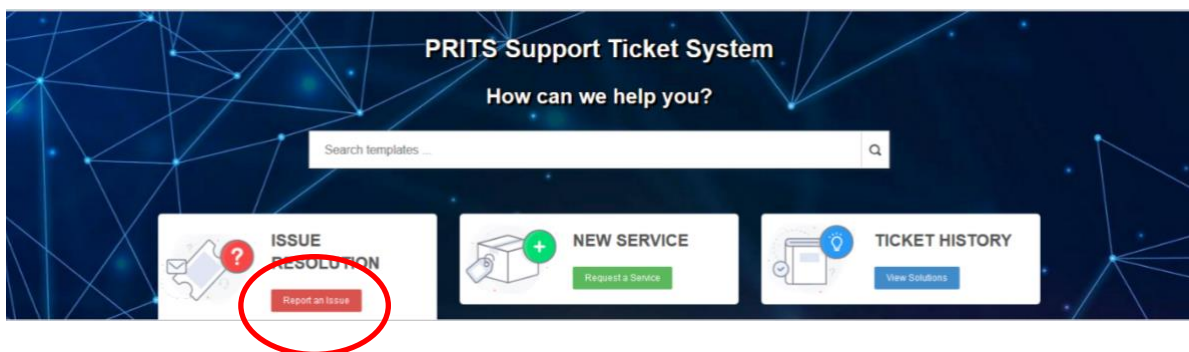 PRITS Support Ticket System
How can we help you?
Search templates ...
ISSUE
RESOLUTION
Report an Issue
NEW SERVICE
Request a Service
TICKET HISTORY
View Solutions